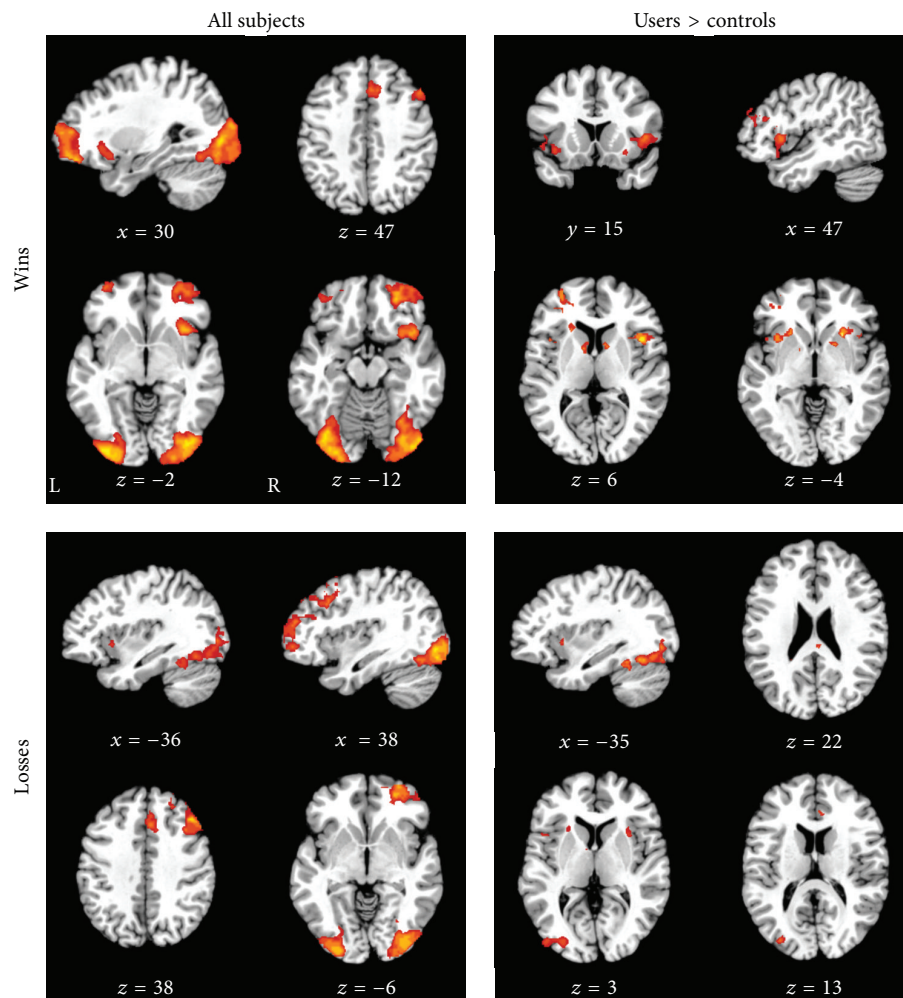 All subjects
Users > controls
Wins
x = 30
z = 47
y = 15
x = 47
z = −2
z = −12
z = 6
z = −4
L
R
Losses
x = −36
x = 38
x = −35
z = 22
z = 38
z = −6
z = 3
z = 13